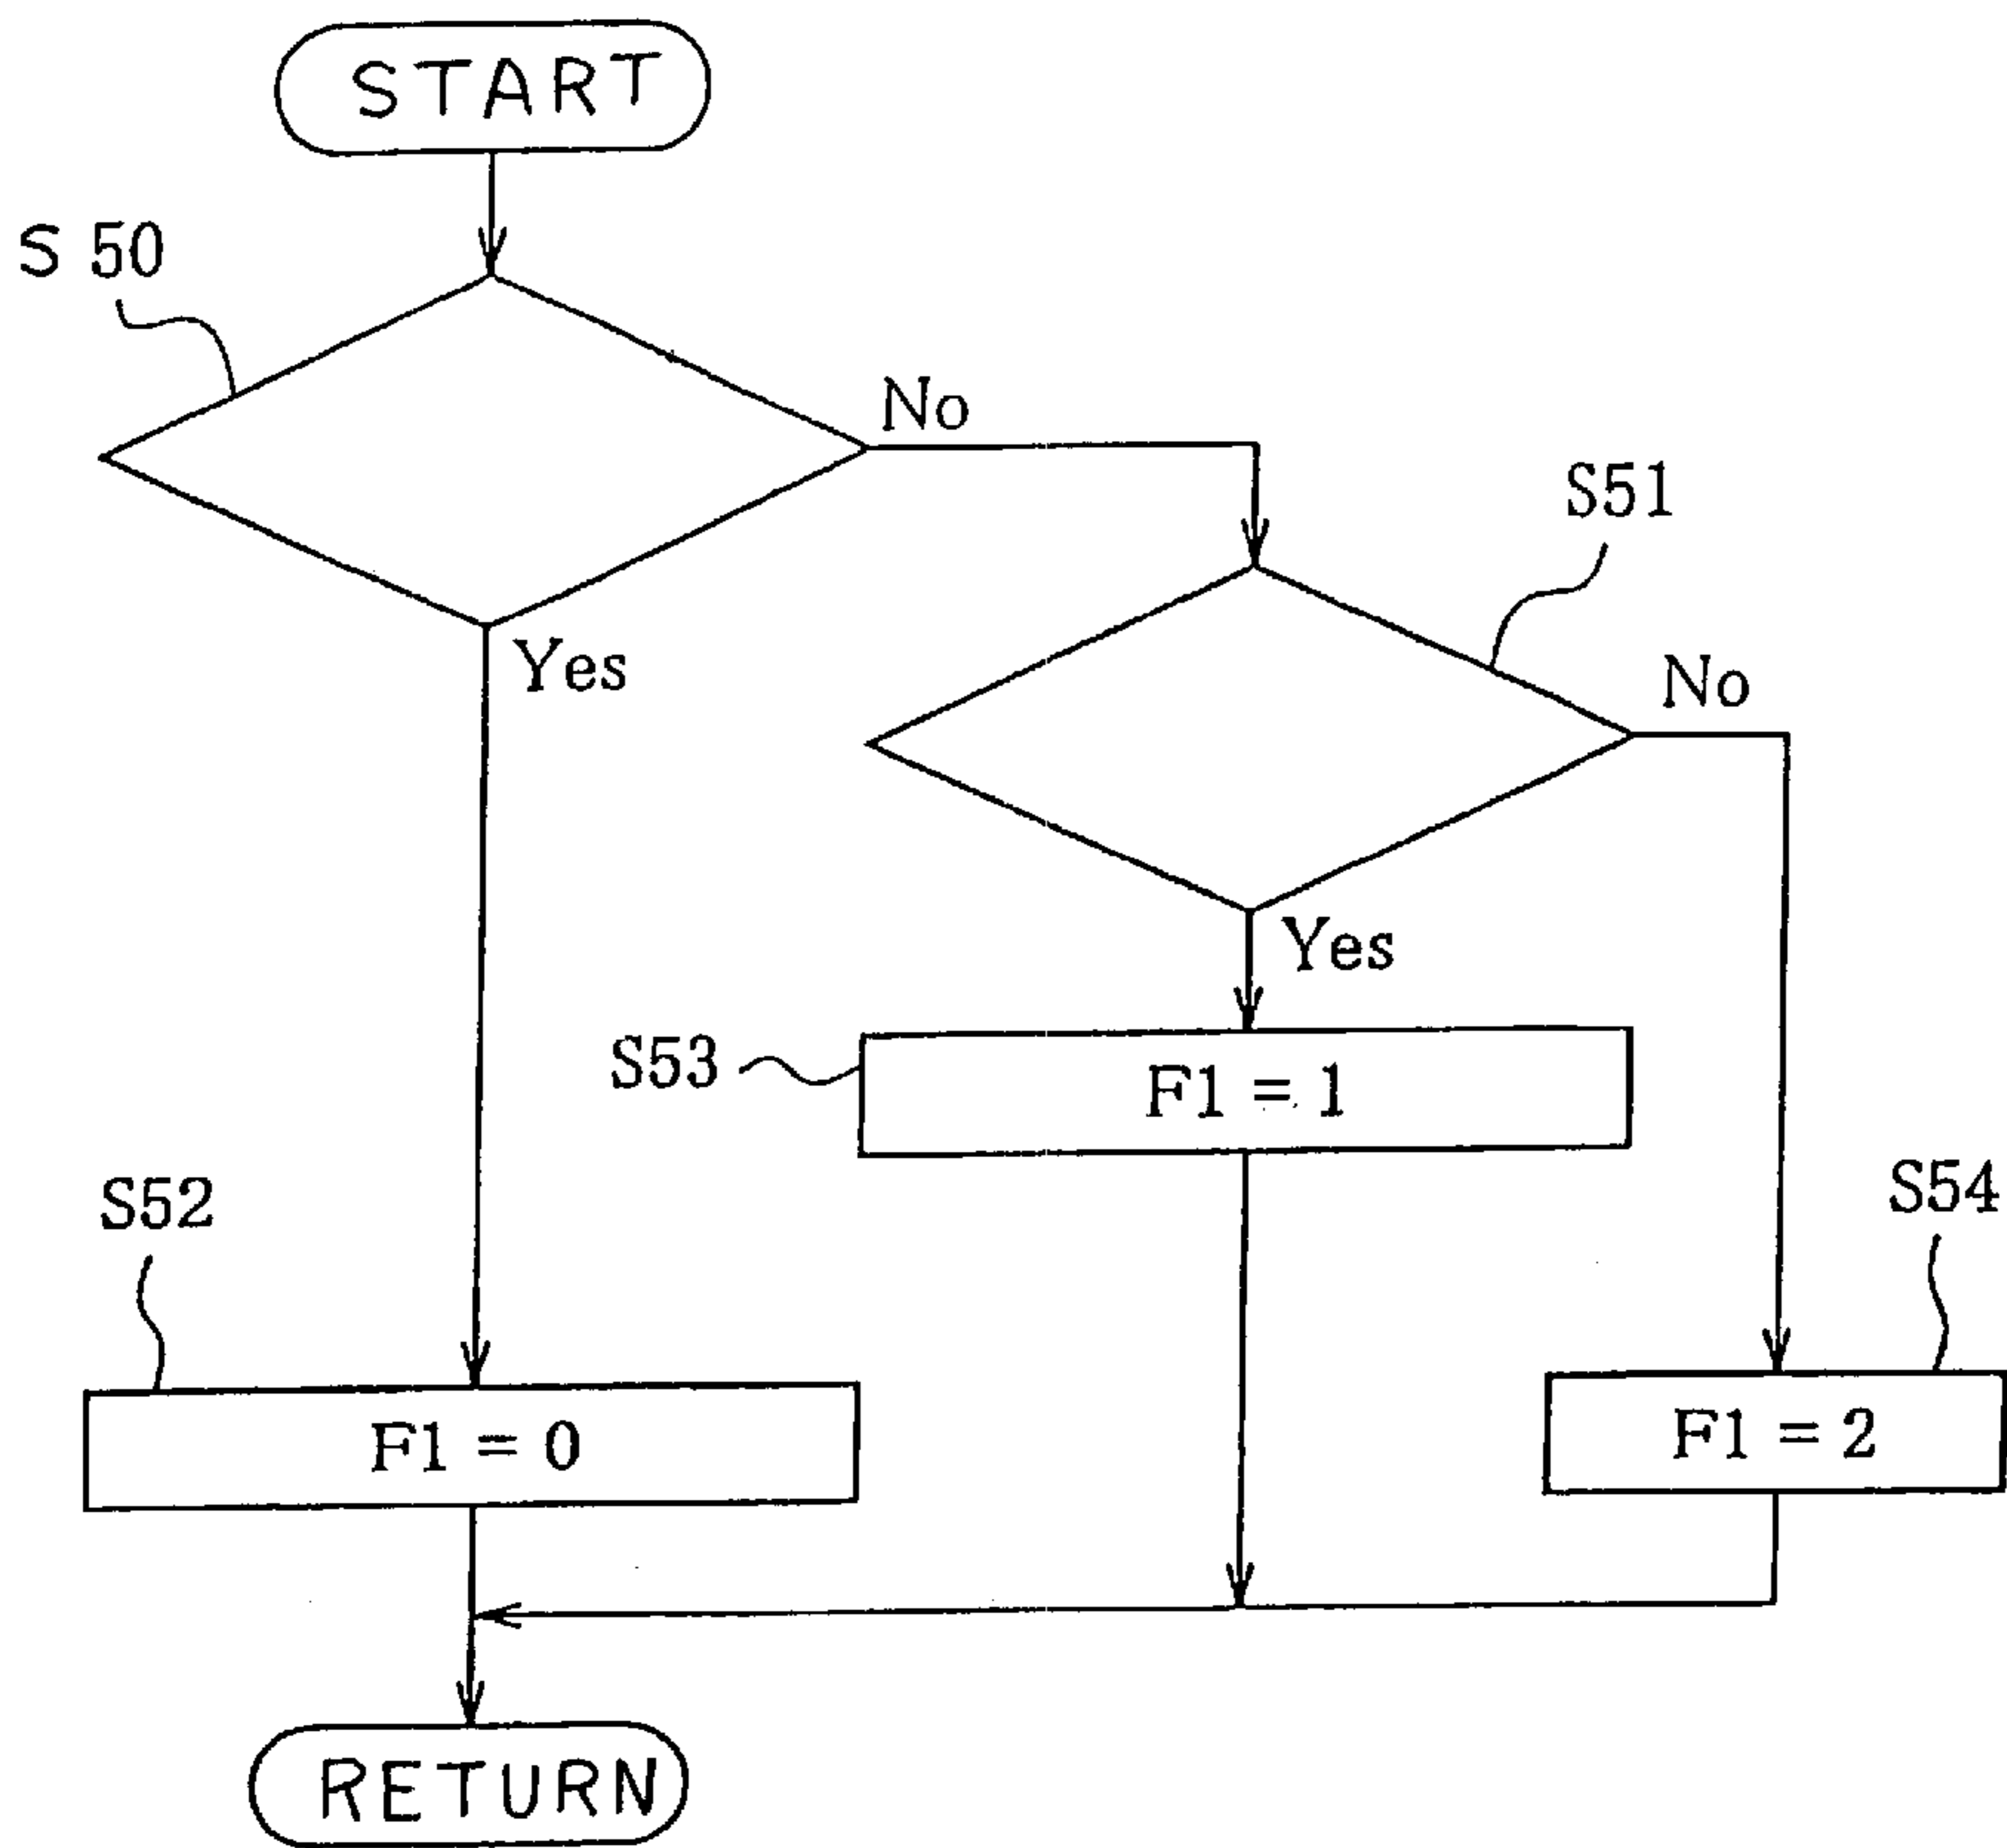 START
S 50
No
S51
Yes
No
Yes
S53
F1 = 1
S52
S54
F1 = 0
F1 = 2
RETURN